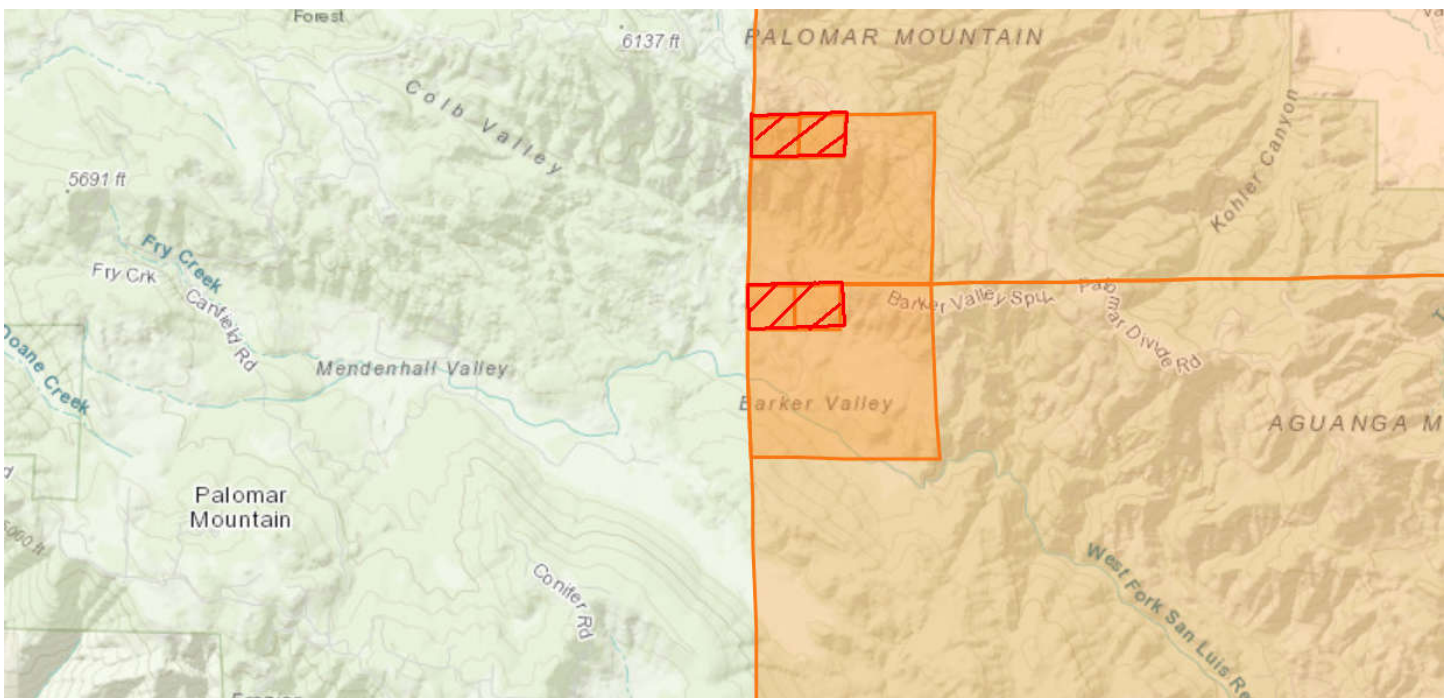 Forest
6137 ft
PALOMAR MOUNTAIN
Colb Valley
Kohler Canyon
5691 ft
Fry Creek
Fry Crk
Canfield Rd
Doane Creek
Mendenhall Valley
Barker Valley Spur
Palomar Divide Rd
Barker Valley
AGUANGA M
Palomar
Mountain
Conifer Rd
West Fork San Luis Re